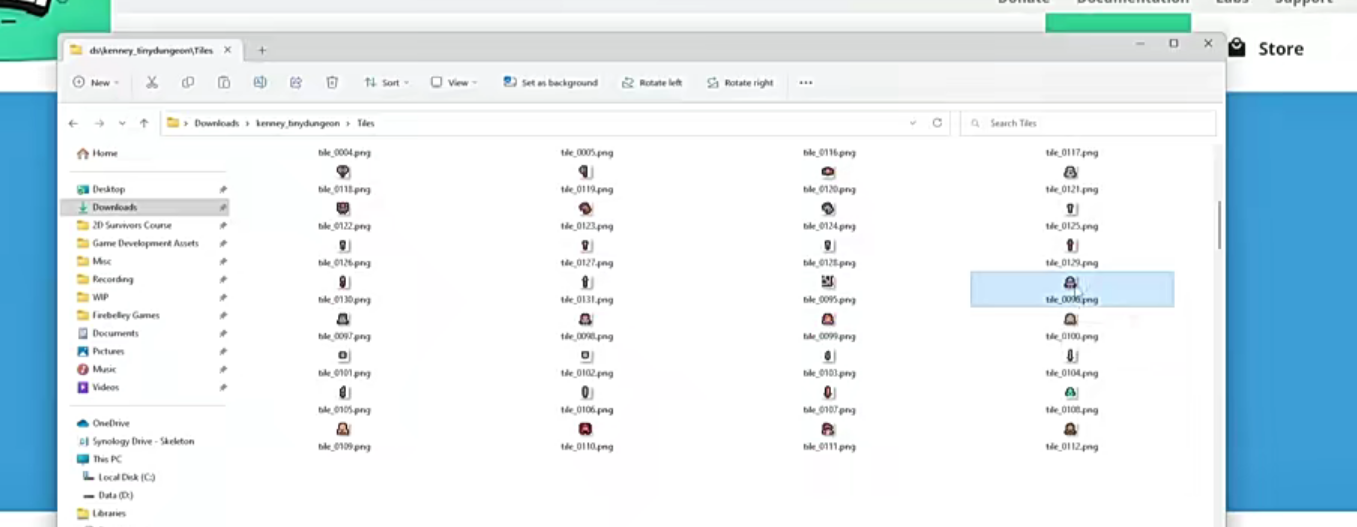 Donate Documentation Labs Support
ds\kenney_tinydungeon\Tiles
Store
New Sort View Set as background Rotate left Rotate right
Downloads > kenney_tinydungeon > Tiles
Search Tiles
Home
Desktop
Downloads
2D Survivors Course
Game Development Assets
Misc
Recording
WIP
Firebelley Games
Documents
Pictures
Music
Videos
OneDrive
Synology Drive - Skeleton
This PC
Local Disk (C:)
Data (D:)
Libraries
tile_0004.png tile_0005.png tile_0116.png tile_0117.png
tile_0118.png tile_0119.png tile_0120.png tile_0121.png
tile_0122.png tile_0123.png tile_0124.png tile_0125.png
tile_0126.png tile_0127.png tile_0128.png tile_0129.png
tile_0130.png tile_0131.png tile_0095.png tile_0096.png
tile_0097.png tile_0098.png tile_0099.png tile_0100.png
tile_0101.png tile_0102.png tile_0103.png tile_0104.png
tile_0105.png tile_0106.png tile_0107.png tile_0108.png
tile_0109.png tile_0110.png tile_0111.png tile_0112.png